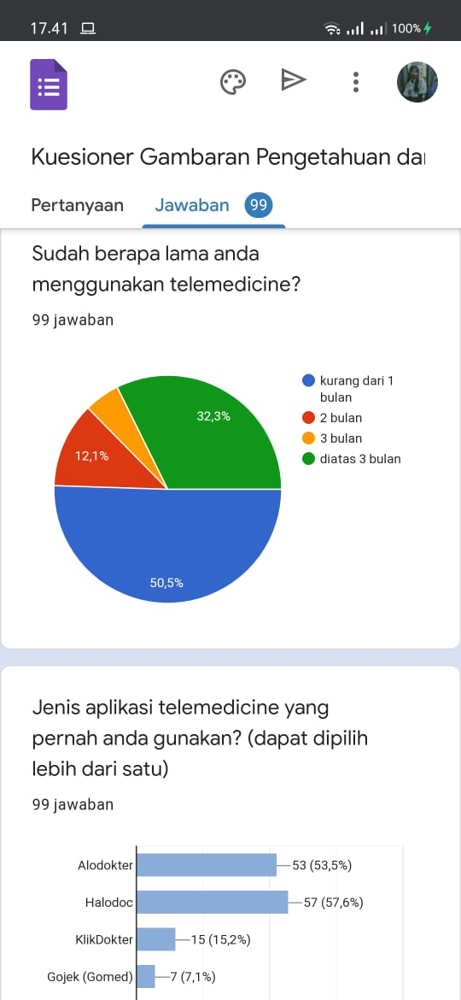 17.41
100%
Kuesioner Gambaran Pengetahuan dan
Pertanyaan Jawaban 99
Sudah berapa lama anda
menggunakan telemedicine?
99 jawaban
32,3%
12,1%
50,5%
kurang dari 1
bulan
2 bulan
3 bulan
diatas 3 bulan
Jenis aplikasi telemedicine yang
pernah anda gunakan? (dapat dipilih
lebih dari satu)
99 jawaban
Alodokter 53 (53,5%)
Halodoc 57 (57,6%)
KlikDokter 15 (15,2%)
Gojek (Gomed) 7 (7,1%)